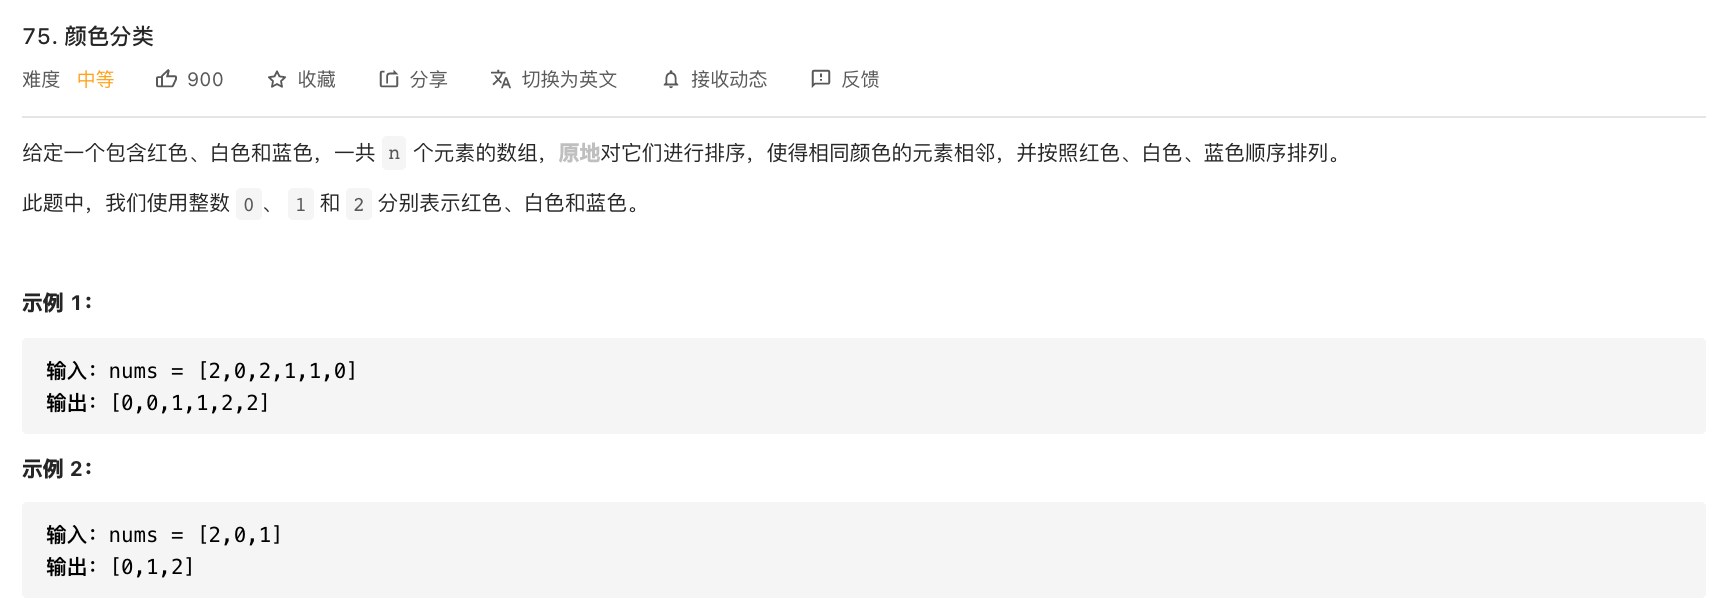 75. 颜色分类
难度 中等 900 收藏 分享 切换为英文 接收动态 反馈
给定一个包含红色、白色和蓝色，一共 n 个元素的数组，原地对它们进行排序，使得相同颜色的元素相邻，并按照红色、白色、蓝色顺序排列。
此题中，我们使用整数 0 、 1 和 2 分别表示红色、白色和蓝色。
示例 1：
输入：nums = [2,0,2,1,1,0]
输出：[0,0,1,1,2,2]
示例 2：
输入：nums = [2,0,1]
输出：[0,1,2]